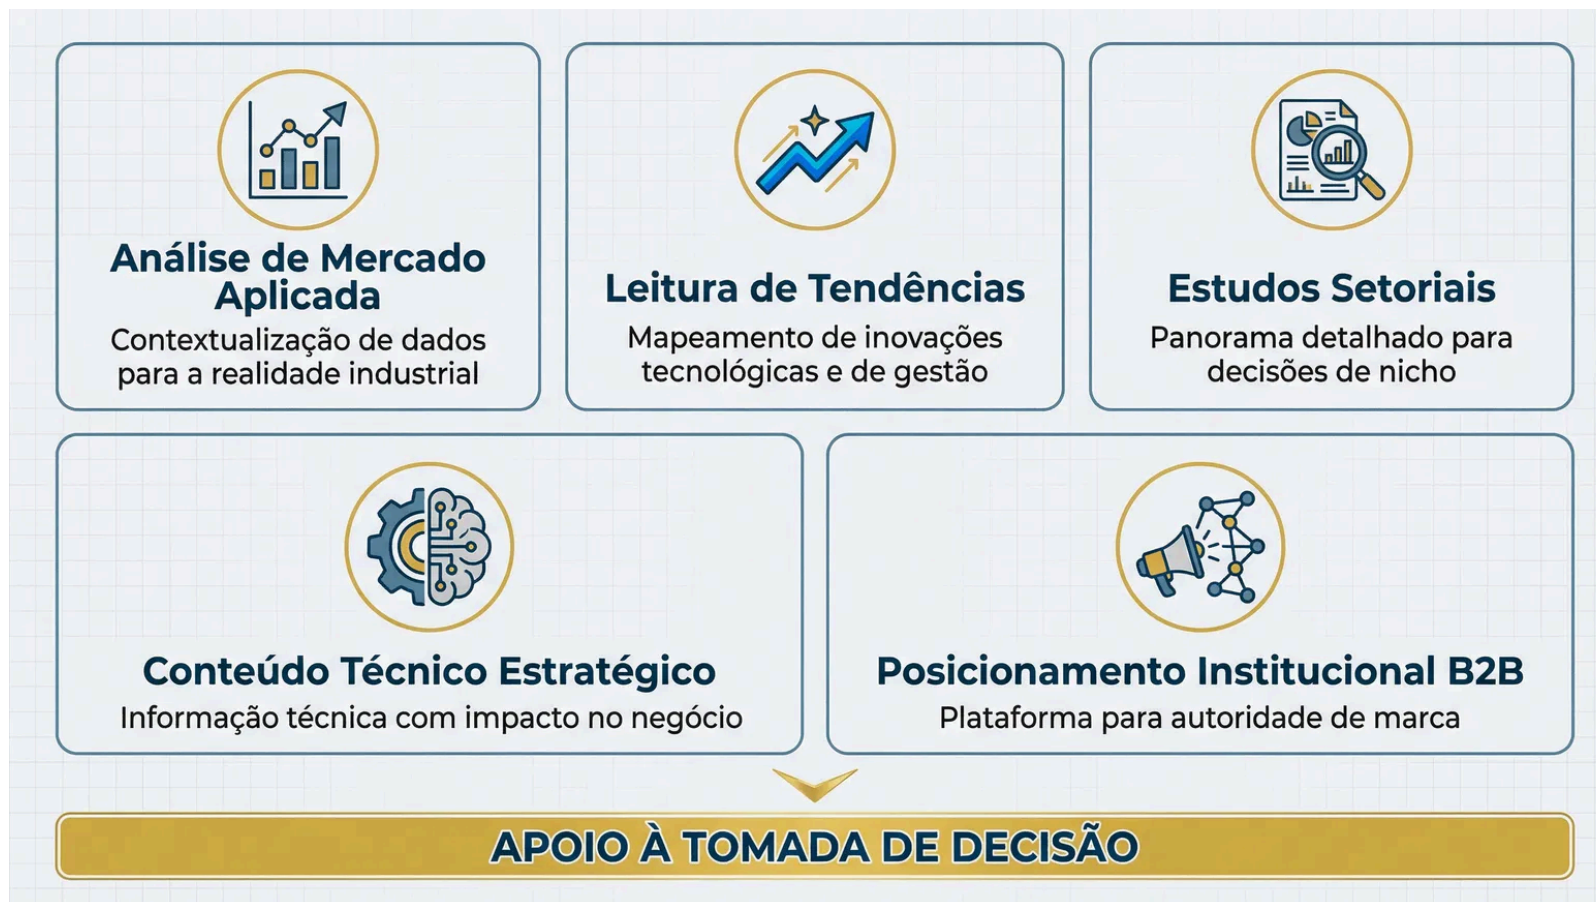 Análise de Mercado
Aplicada
Contextualização de dados
para a realidade industrial
Leitura de Tendências
Mapeamento de inovações
tecnológicas e de gestão
Estudos Setoriais
Panorama detalhado para
decisões de nicho
Conteúdo Técnico Estratégico
Informação técnica com impacto no negócio
Posicionamento Institucional B2B
Plataforma para autoridade de marca
APOIO À TOMADA DE DECISÃO